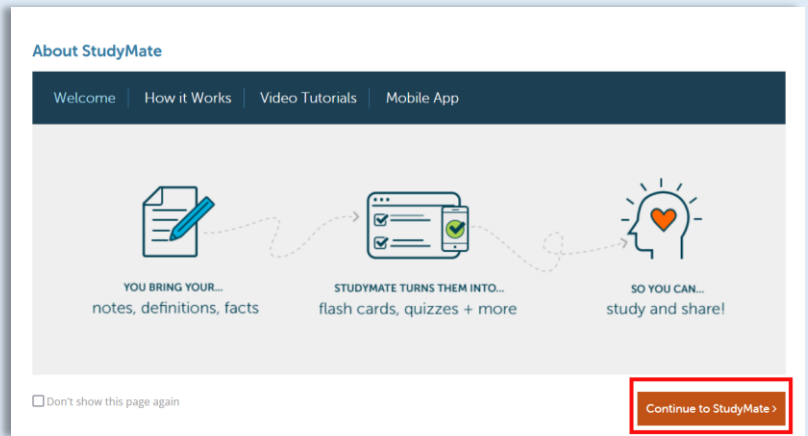 About StudyMate
Welcome
How it Works
Video Tutorials
Mobile App
YOU BRING YOUR...
notes, definitions, facts
STUDYMATE TURNS THEM INTO...
flash cards, quizzes + more
SO YOU CAN...
study and share!
Don't show this page again
Continue to StudyMate >